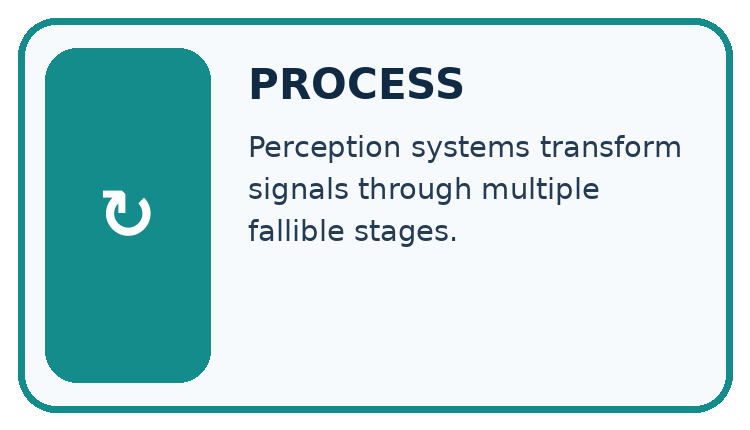 PROCESS
Perception systems transform
signals through multiple
fallible stages.